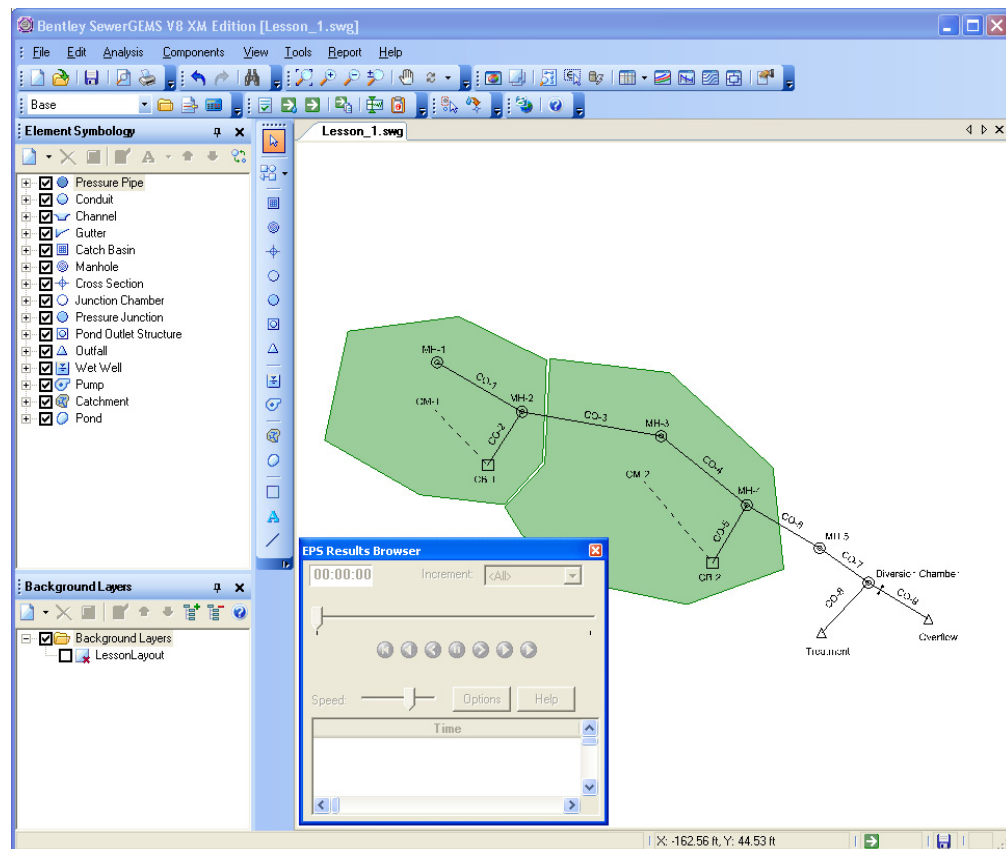 Bentley SewerGEMS V8 XM Edition [Lesson_1.swg]
File Edit Analysis Components View Tools Report Help
Base
Element Symbology
Pressure Pipe
Conduit
Channel
Gutter
Catch Basin
Manhole
Cross Section
Junction Chamber
Pressure Junction
Pond Outlet Structure
Outfall
Wet Well
Pump
Catchment
Pond
Background Layers
Background Layers
LessonLayout
Lesson_1.swg
MH-1
CO-1
CM-1
MH-2
CO-2
CB-1
CO-3
MH-3
CM-2
CO-4
MH-4
CO-5
CB-2
CO-6
MH-5
CO-7
Diversion Chamber
CO-8
CO-9
Treatment
Overflow
EPS Results Browser
00:00:00 Increment: <All>
Speed: Options Help
Time
X: -162.56 ft, Y: 44.53 ft